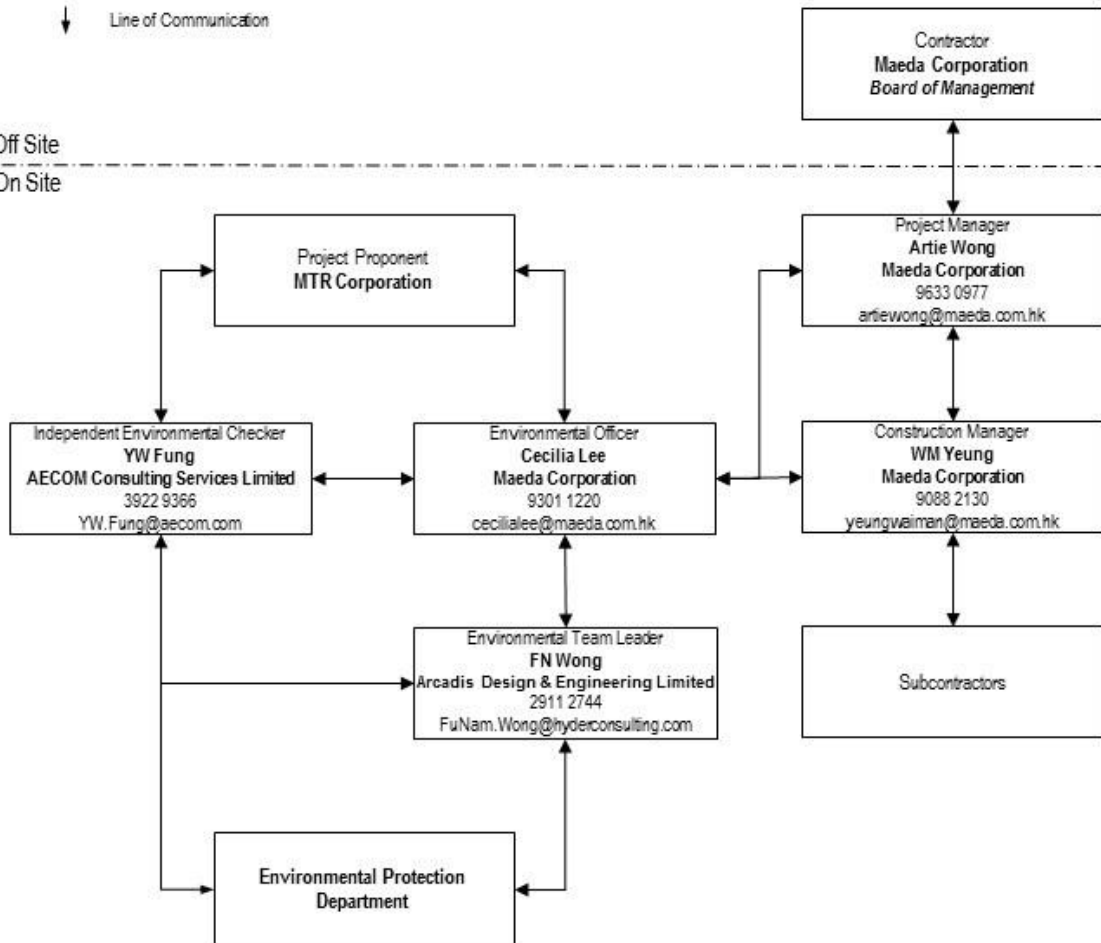 Line of Communication
Contractor
Maeda Corporation
Board of Management
Off Site
On Site
Project Proponent
MTR Corporation
Project Manager
Artie Wong
Maeda Corporation
9633 0977
artiewong@maeda.com.hk
Independent Environmental Checker
YW Fung
AECOM Consulting Services Limited
3922 9366
YW.Fung@aecom.com
Environmental Officer
Cecilia Lee
Maeda Corporation
9301 1220
cecilialee@maeda.com.hk
Construction Manager
WM Yeung
Maeda Corporation
9088 2130
yeungwaiman@maeda.com.hk
Environmental Team Leader
FN Wong
Arcadis Design & Engineering Limited
2911 2744
FuNam.Wong@hyderconsulting.com
Subcontractors
Environmental Protection
Department